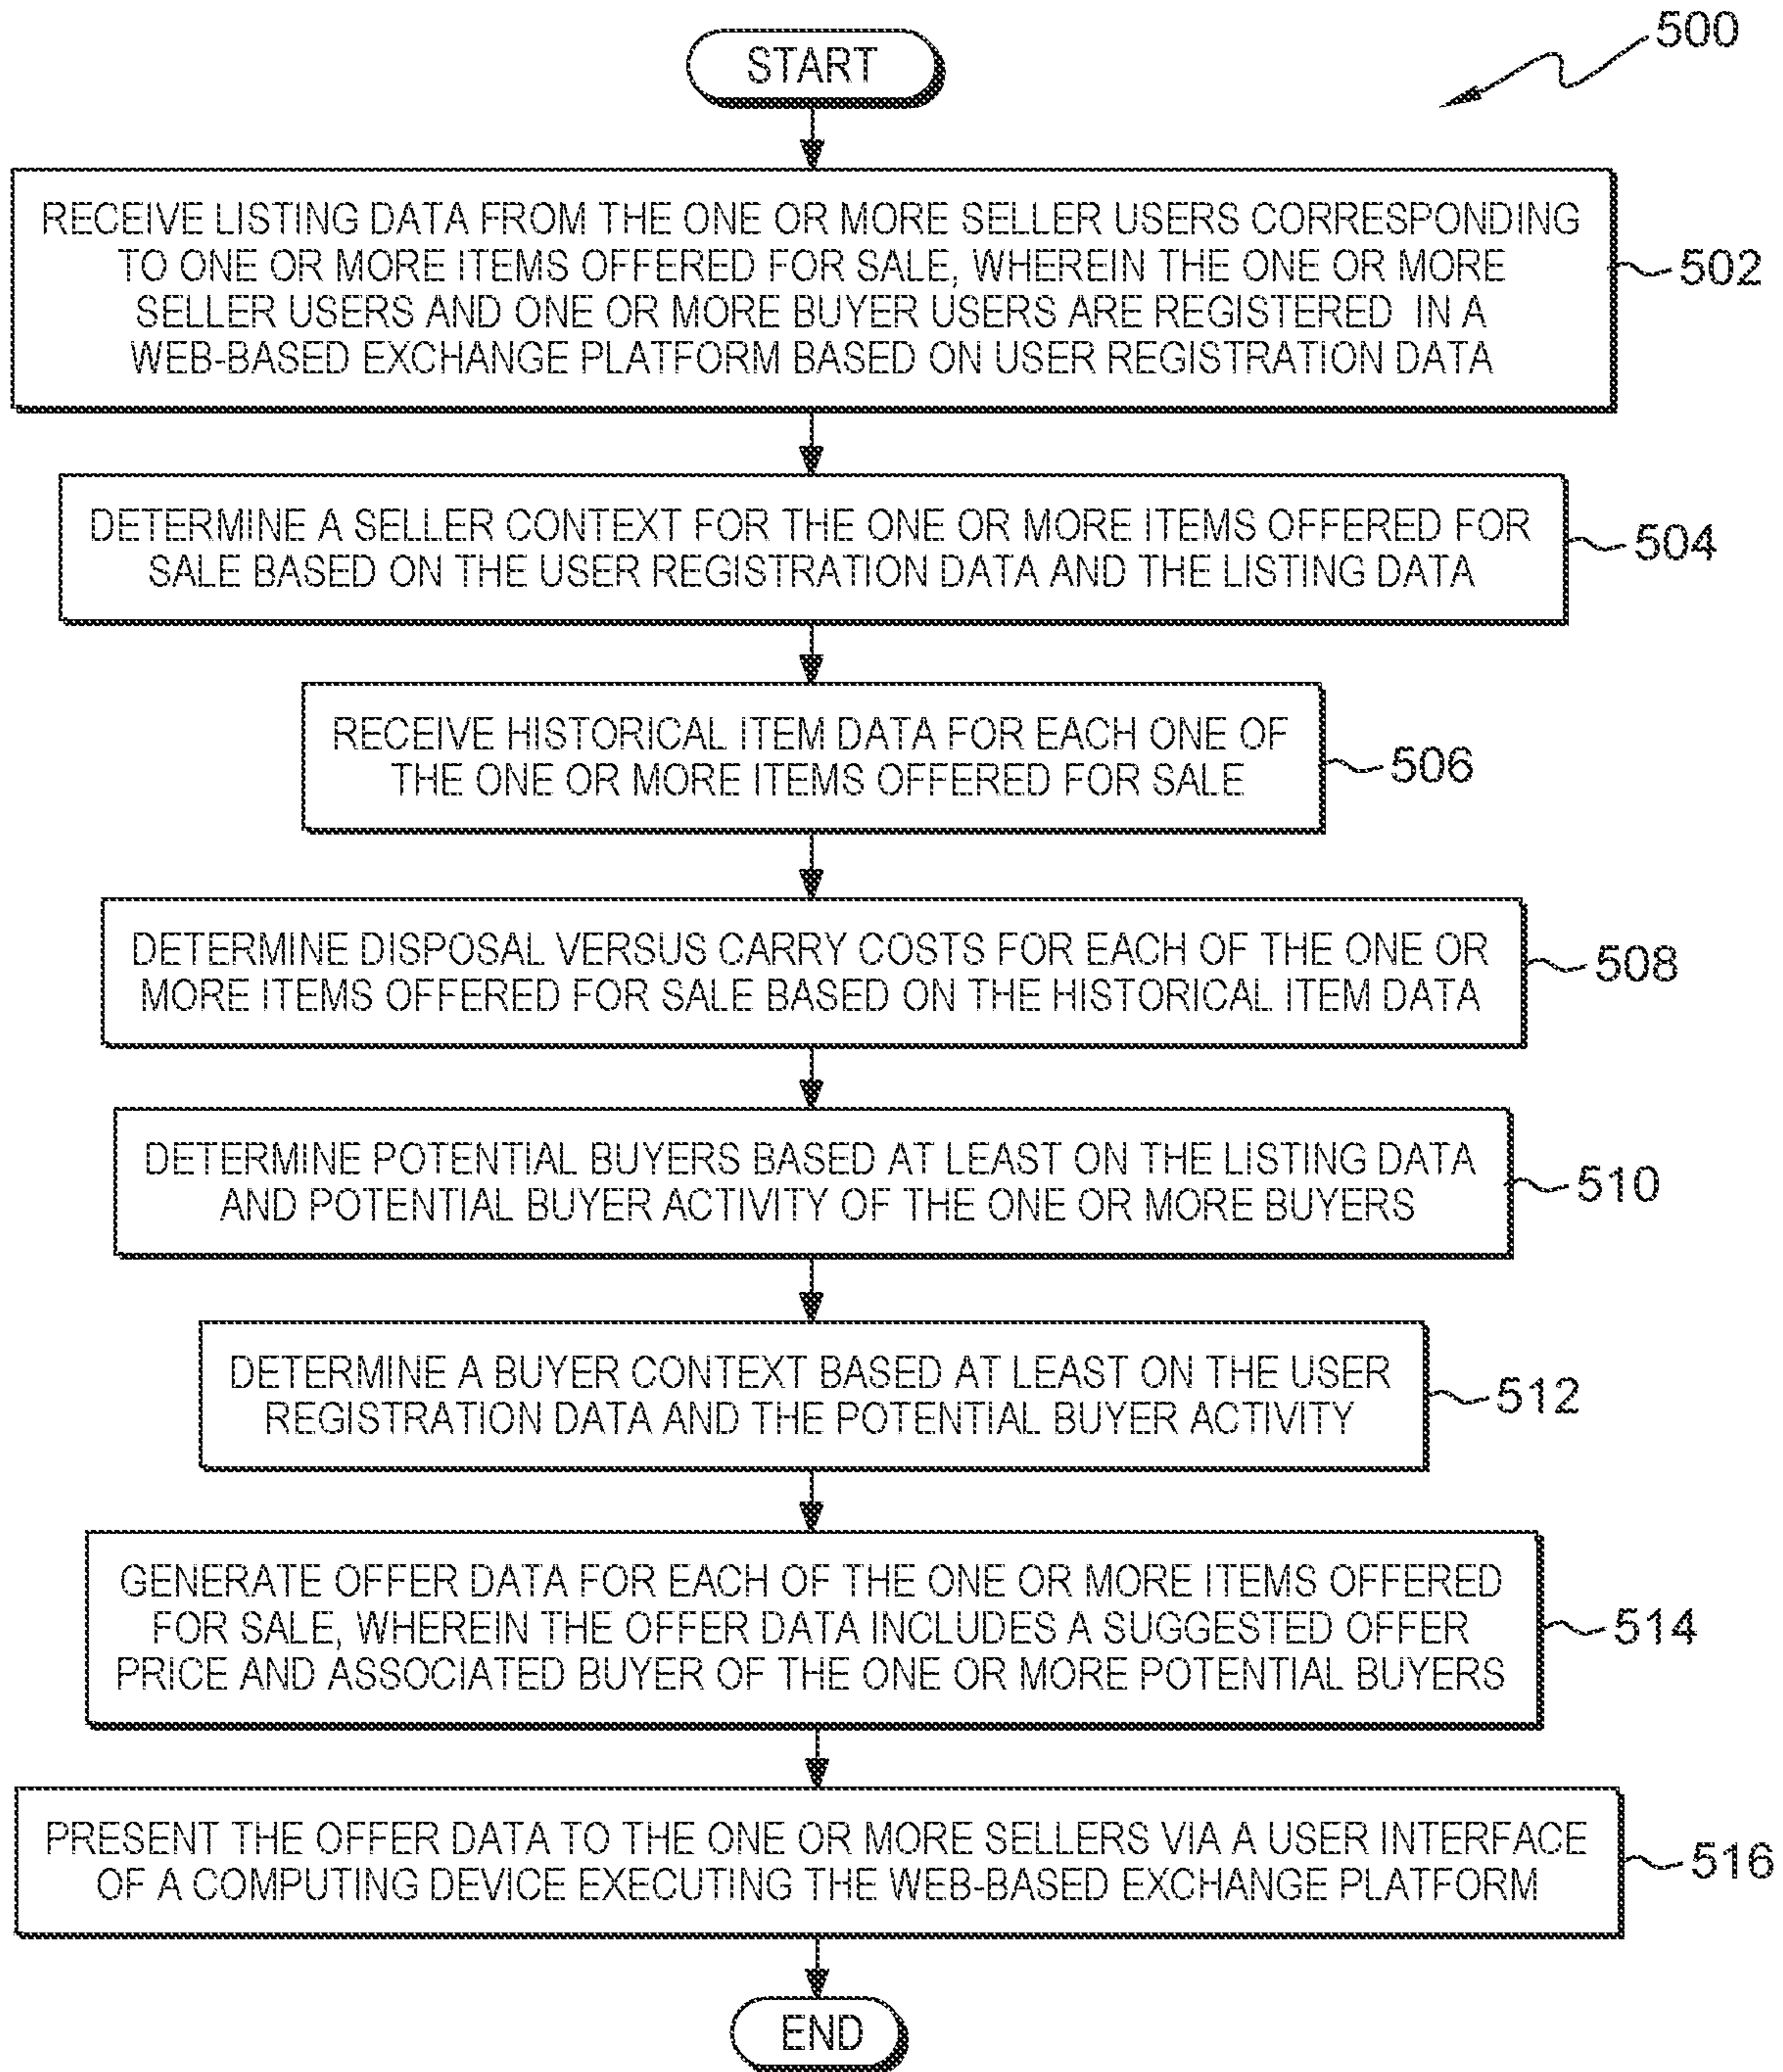 START
500
RECEIVE LISTING DATA FROM THE ONE OR MORE SELLER USERS CORRESPONDING
TO ONE OR MORE ITEMS OFFERED FOR SALE, WHEREIN THE ONE OR MORE
SELLER USERS AND ONE OR MORE BUYER USERS ARE REGISTERED IN A
WEB-BASED EXCHANGE PLATFORM BASED ON USER REGISTRATION DATA
502
DETERMINE A SELLER CONTEXT FOR THE ONE OR MORE ITEMS OFFERED FOR
SALE BASED ON THE USER REGISTRATION DATA AND THE LISTING DATA
504
RECEIVE HISTORICAL ITEM DATA FOR EACH ONE OF
THE ONE OR MORE ITEMS OFFERED FOR SALE
506
DETERMINE DISPOSAL VERSUS CARRY COSTS FOR EACH OF THE ONE OR
MORE ITEMS OFFERED FOR SALE BASED ON THE HISTORICAL ITEM DATA
508
DETERMINE POTENTIAL BUYERS BASED AT LEAST ON THE LISTING DATA
AND POTENTIAL BUYER ACTIVITY OF THE ONE OR MORE BUYERS
510
DETERMINE A BUYER CONTEXT BASED AT LEAST ON THE USER
REGISTRATION DATA AND THE POTENTIAL BUYER ACTIVITY
512
GENERATE OFFER DATA FOR EACH OF THE ONE OR MORE ITEMS OFFERED
FOR SALE, WHEREIN THE OFFER DATA INCLUDES A SUGGESTED OFFER
PRICE AND ASSOCIATED BUYER OF THE ONE OR MORE POTENTIAL BUYERS
514
PRESENT THE OFFER DATA TO THE ONE OR MORE SELLERS VIA A USER INTERFACE
OF A COMPUTING DEVICE EXECUTING THE WEB-BASED EXCHANGE PLATFORM
516
END